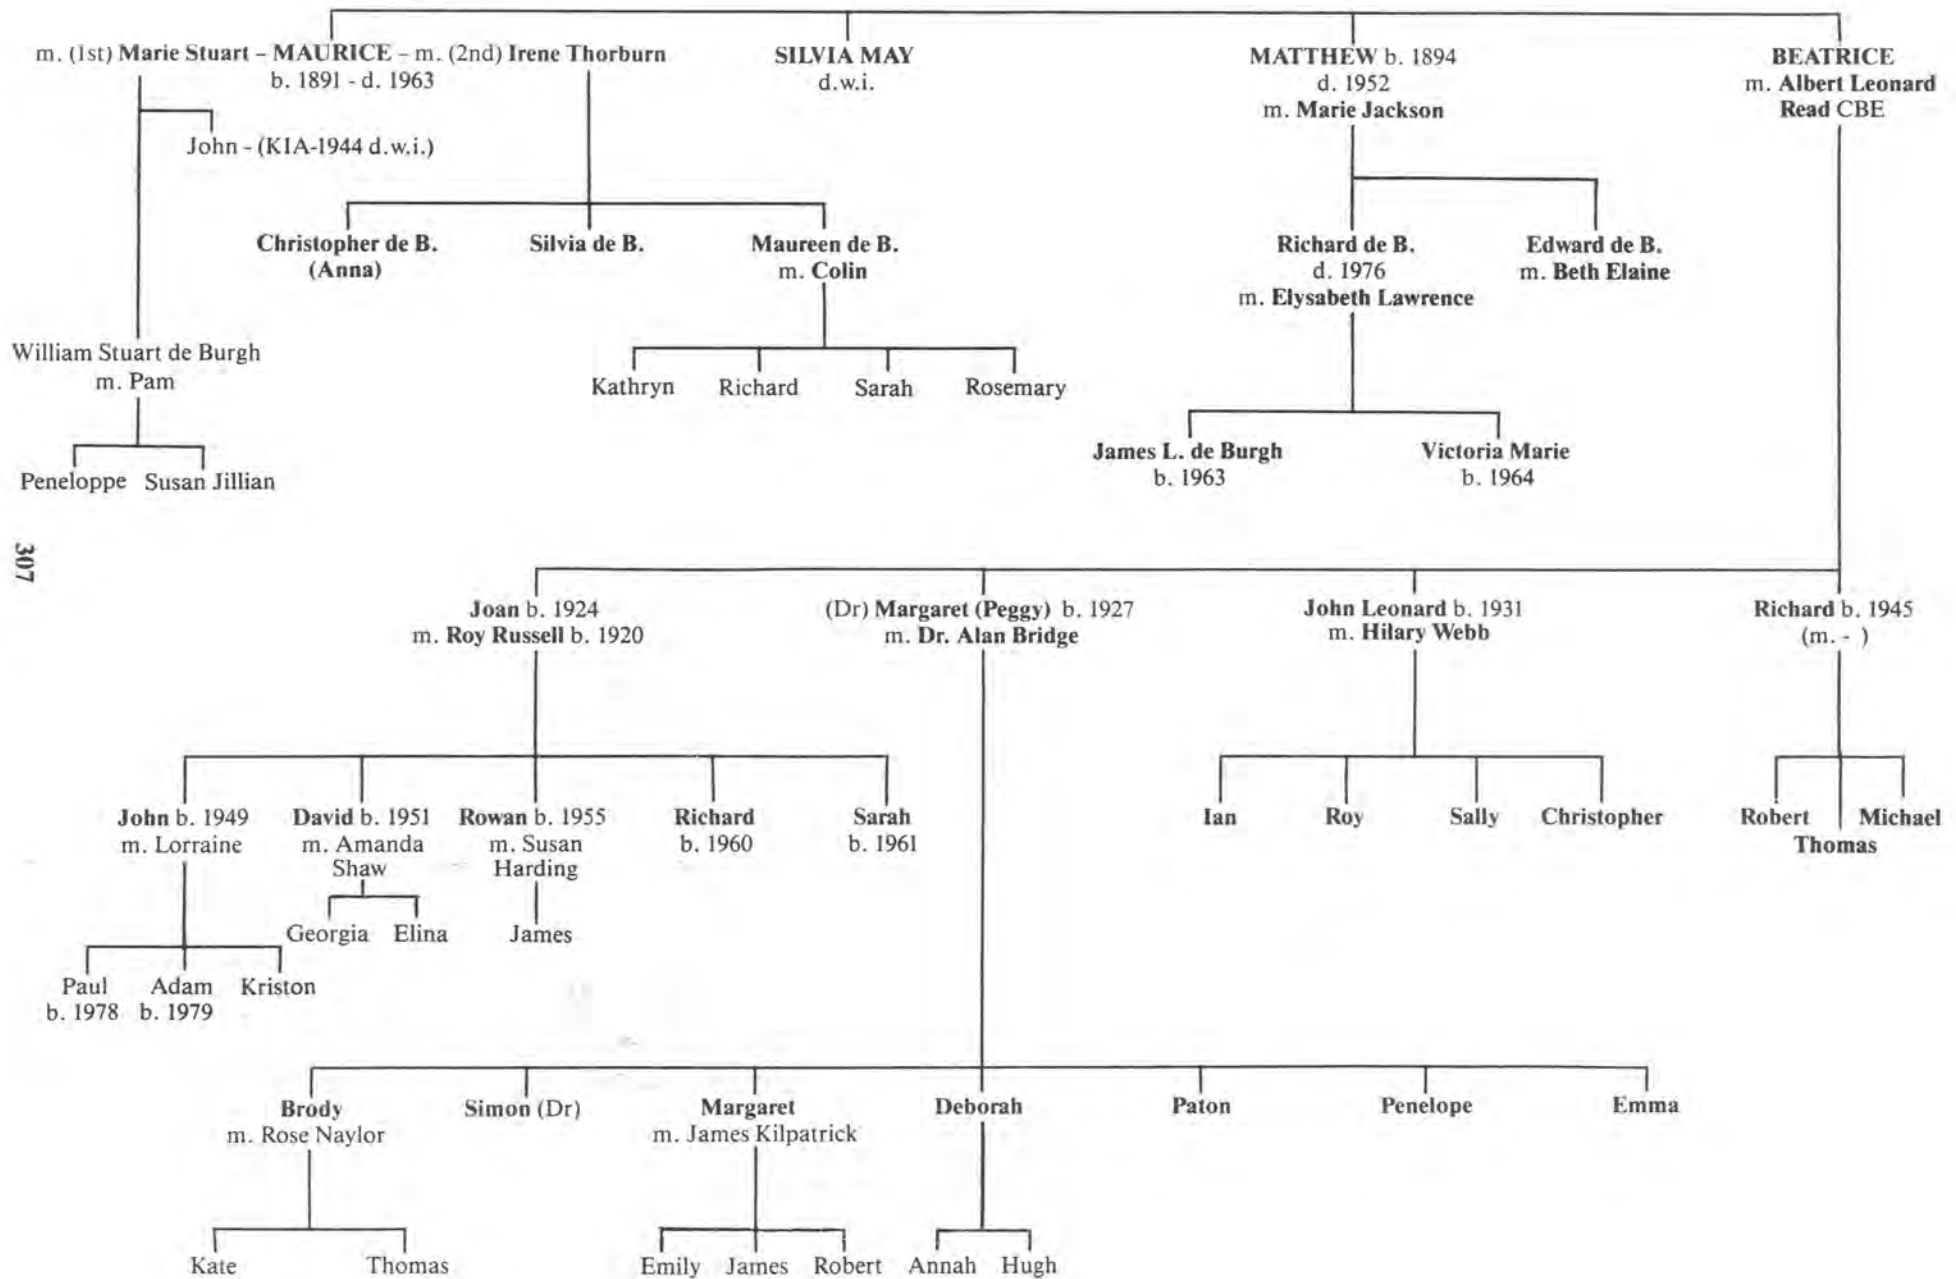 m. (1st) Marie Stuart – MAURICE – m. (2nd) Irene Thorburn
b. 1891 - d. 1963
SILVIA MAY
d.w.i.
MATTHEW b. 1894
d. 1952
m. Marie Jackson
BEATRICE
m. Albert Leonard
Read CBE
John - (KIA-1944 d.w.i.)
Christopher de B.
(Anna)
Silvia de B.
Maureen de B.
m. Colin
Richard de B.
d. 1976
m. Elysabeth Lawrence
Edward de B.
m. Beth Elaine
William Stuart de Burgh
m. Pam
Kathryn
Richard
Sarah
Rosemary
James L. de Burgh
b. 1963
Victoria Marie
b. 1964
Peneloppe
Susan Jillian
307
Joan b. 1924
m. Roy Russell b. 1920
(Dr) Margaret (Peggy) b. 1927
m. Dr. Alan Bridge
John Leonard b. 1931
m. Hilary Webb
Richard b. 1945
(m. - )
John b. 1949
m. Lorraine
David b. 1951
m. Amanda
Shaw
Rowan b. 1955
m. Susan
Harding
Richard
b. 1960
Sarah
b. 1961
Ian
Roy
Sally
Christopher
Robert
Michael
Thomas
Georgia
Elina
James
Paul
b. 1978
Adam
b. 1979
Kriston
Brody
m. Rose Naylor
Simon (Dr)
Margaret
m. James Kilpatrick
Deborah
Paton
Penelope
Emma
Kate
Thomas
Emily
James
Robert
Annah
Hugh